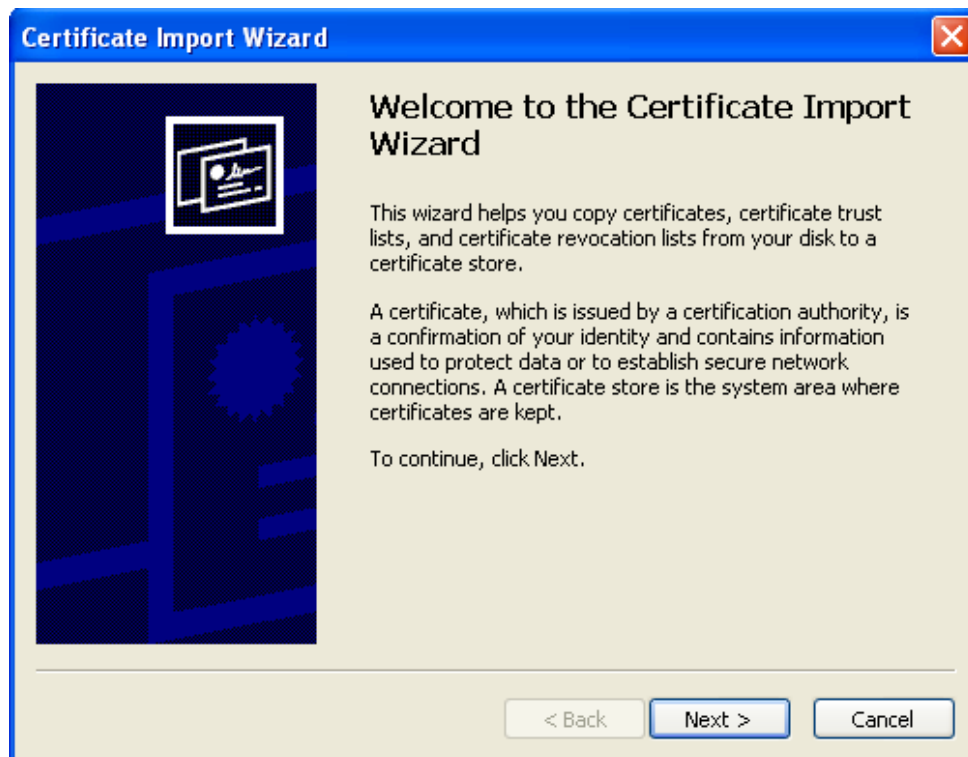 Certificate Import Wizard
Welcome to the Certificate Import
Wizard
This wizard helps you copy certificates, certificate trust
lists, and certificate revocation lists from your disk to a
certificate store.
A certificate, which is issued by a certification authority, is
a confirmation of your identity and contains information
used to protect data or to establish secure network
connections. A certificate store is the system area where
certificates are kept.
To continue, click Next.
< Back Next > Cancel